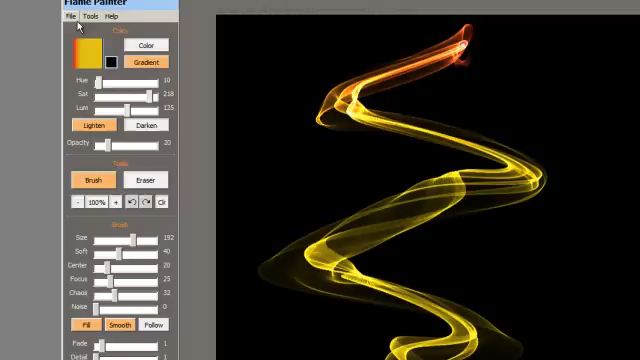 Flame Painter
File Tools Help
Color
Color
Gradient
Hue 10
Sat 218
Lum 125
Lighten Darken
Opacity 20
Tools
Brush Eraser
- 100% + Clr
Brush
Size 192
Soft 40
Center 20
Focus 25
Chaos 32
Noise 0
Fill Smooth Follow
Fade 1
Detail 1